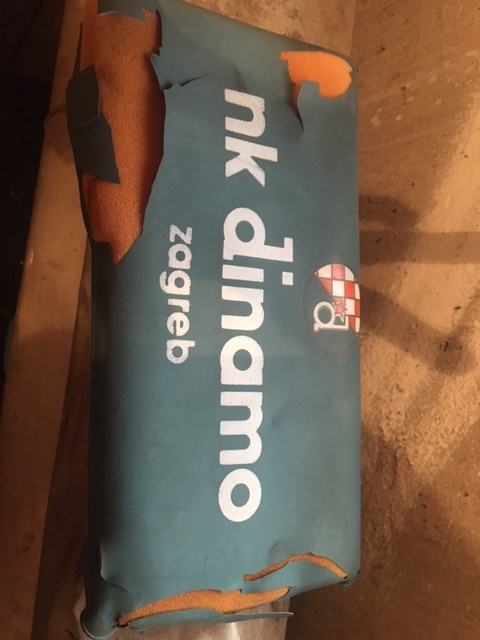 d
nk dinamo
zagreb